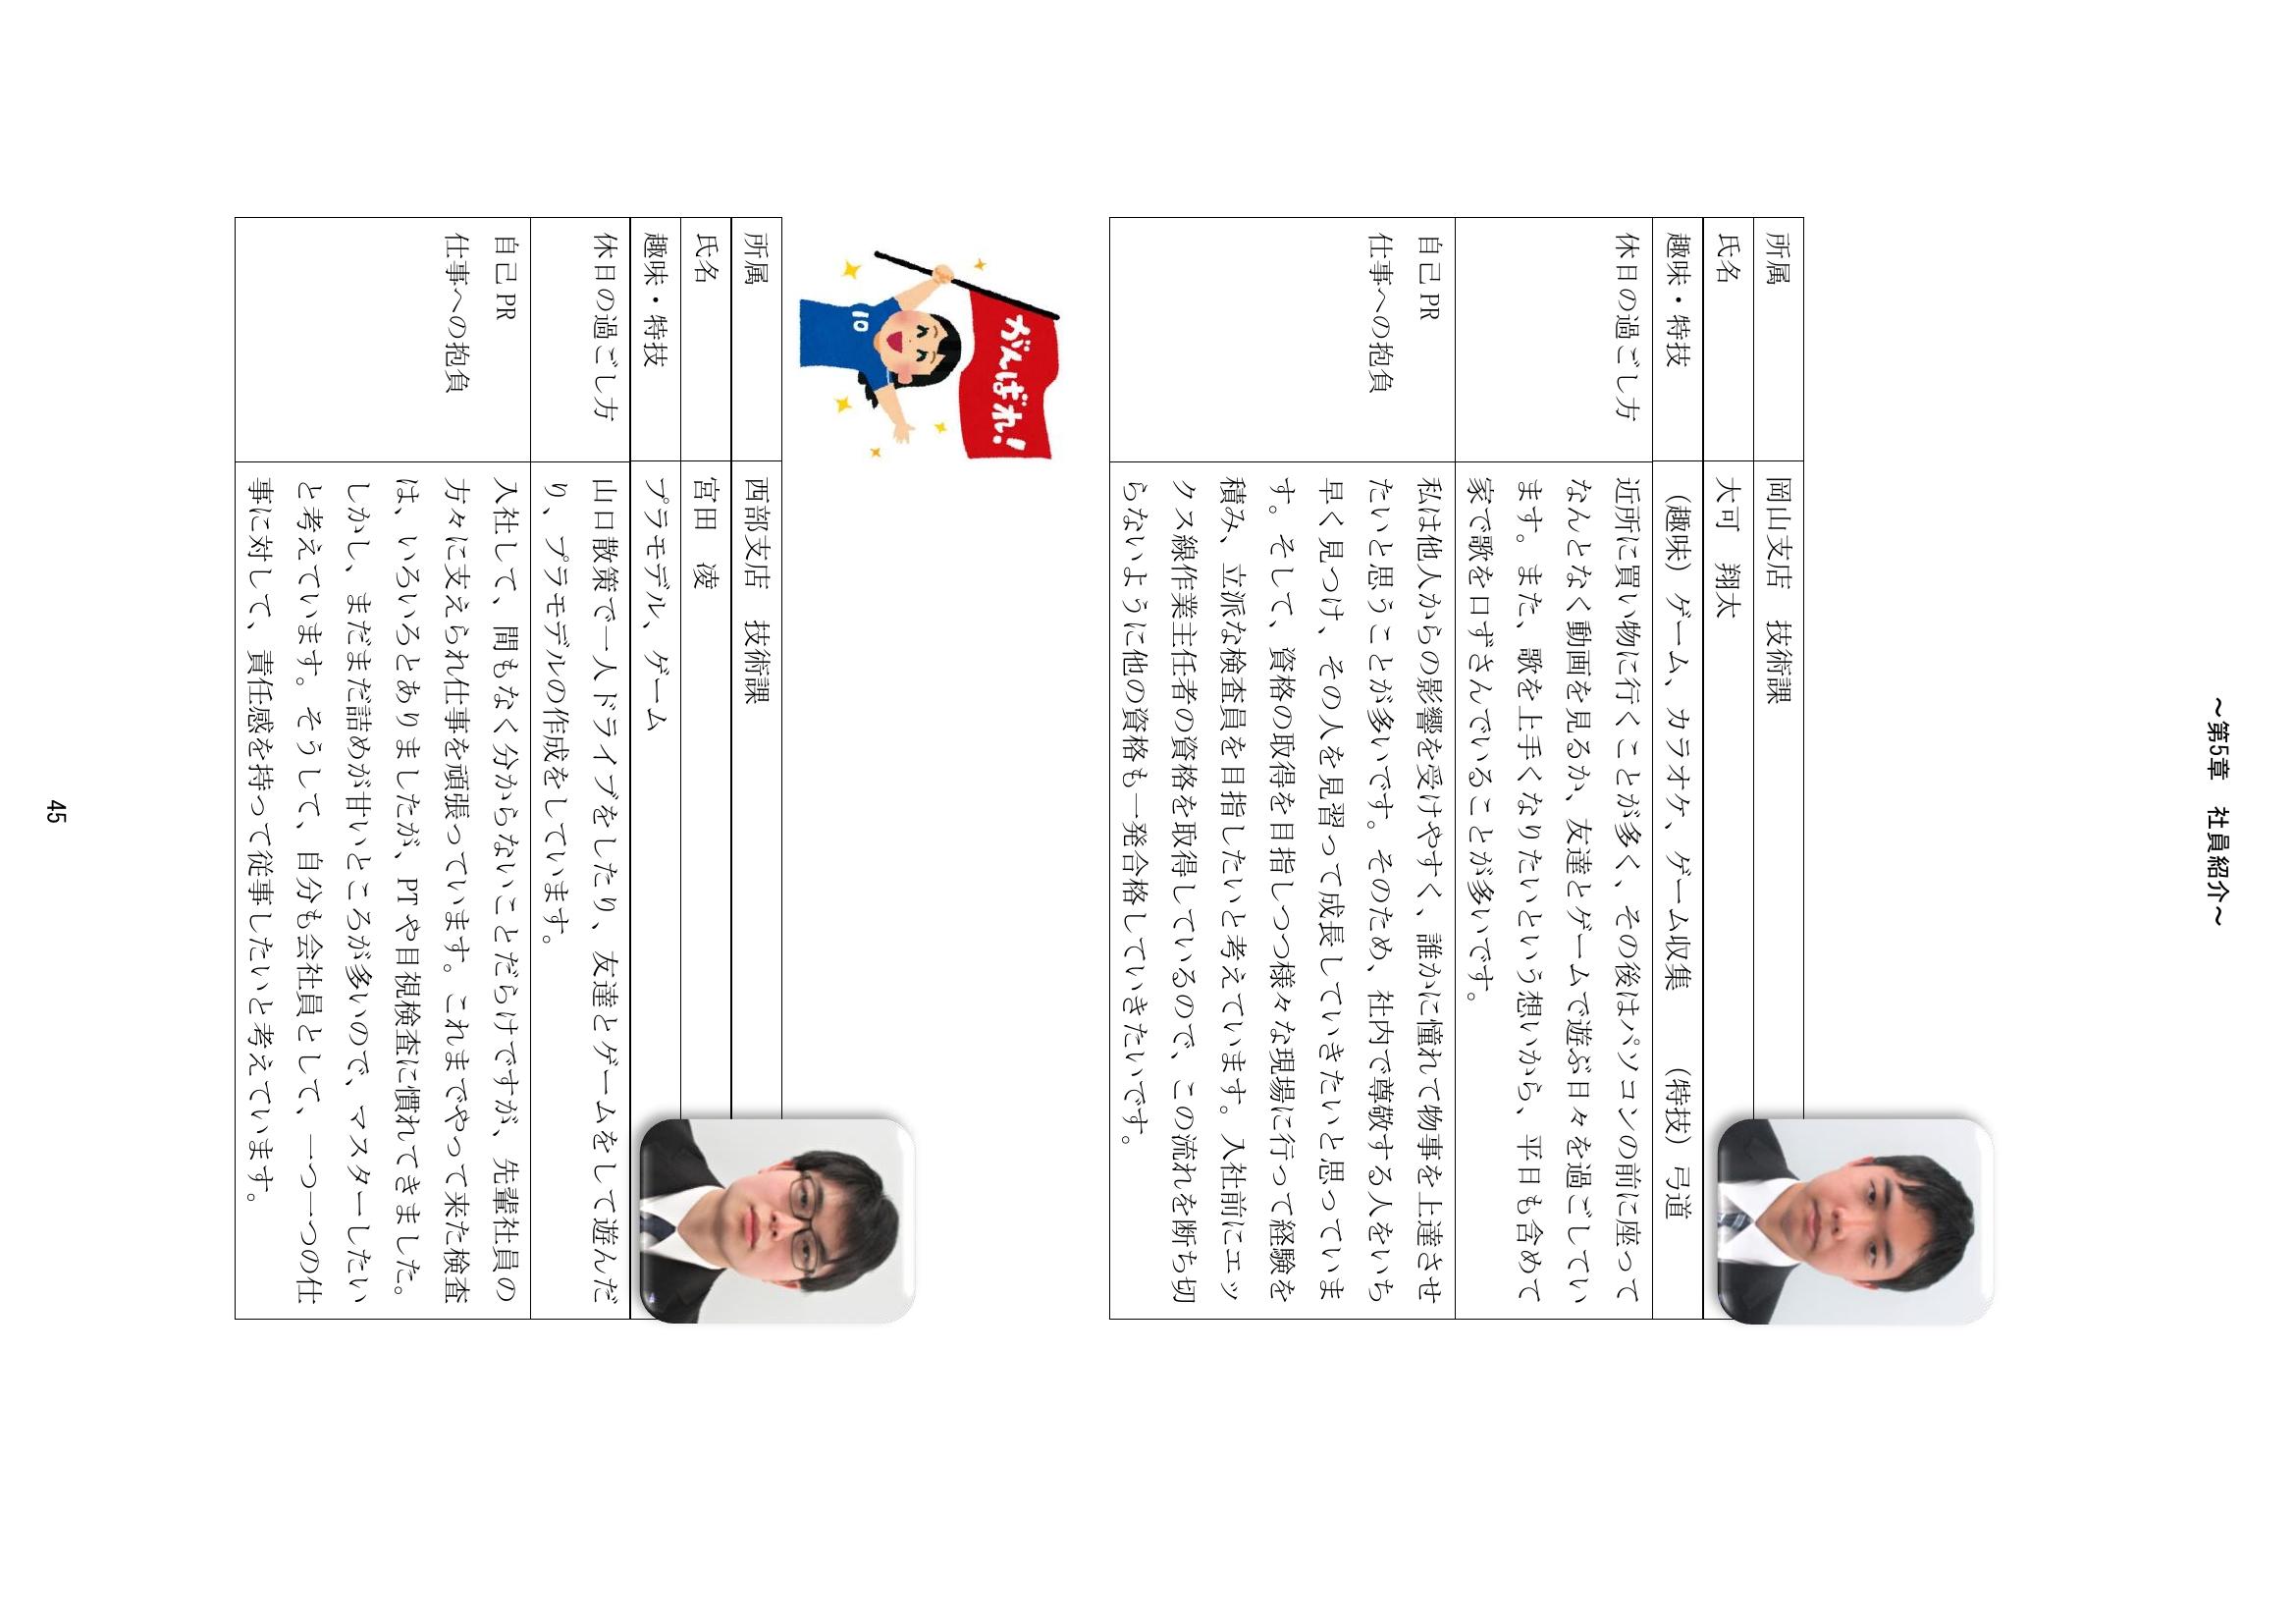 ～第5章　社員紹介～
所属
岡山支店　技術課
氏名
大可　翔太
趣味・特技
（趣味）ゲーム、カラオケ、ゲーム収集　　（特技）弓道
休日の過ごし方
近所に買い物に行くことが多く、その後はパソコンの前に座って
なんとなく動画を見るか、友達とゲームで遊ぶ日々を過ごしてい
ます。また、歌を上手くなりたいという想いから、平日も含めて
家で歌を口ずさんでいることが多いです。
自己 PR
仕事への抱負
私は他人からの影響を受けやすく、誰かに憧れて物事を上達させ
たいと思うことが多いです。そのため、社内で尊敬する人をいち
早く見つけ、その人を見習って成長していきたいと思っていま
す。そして、資格の取得を目指しつつ様々な現場に行って経験を
積み、立派な検査員を目指したいと考えています。入社前にエッ
クス線作業主任者の資格を取得しているので、この流れを断ち切
らないように他の資格も一発合格していきたいです。
がんばれ！
10
所属
西部支店　技術課
氏名
宮田　凌
趣味・特技
プラモデル、ゲーム
休日の過ごし方
山口散策で一人ドライブをしたり、友達とゲームをして遊んだ
り、プラモデルの作成をしています。
自己 PR
仕事への抱負
入社して、間もなく分からないことだらけですが、先輩社員の
方々に支えられ仕事を頑張っています。これまでやって来た検査
は、いろいろとありましたが、PT や目視検査に慣れてきました。
しかし、まだまだ詰めが甘いところが多いので、マスターしたい
と考えています。そうして、自分も会社員として、一つ一つの仕
事に対して、責任感を持って従事したいと考えています。
45